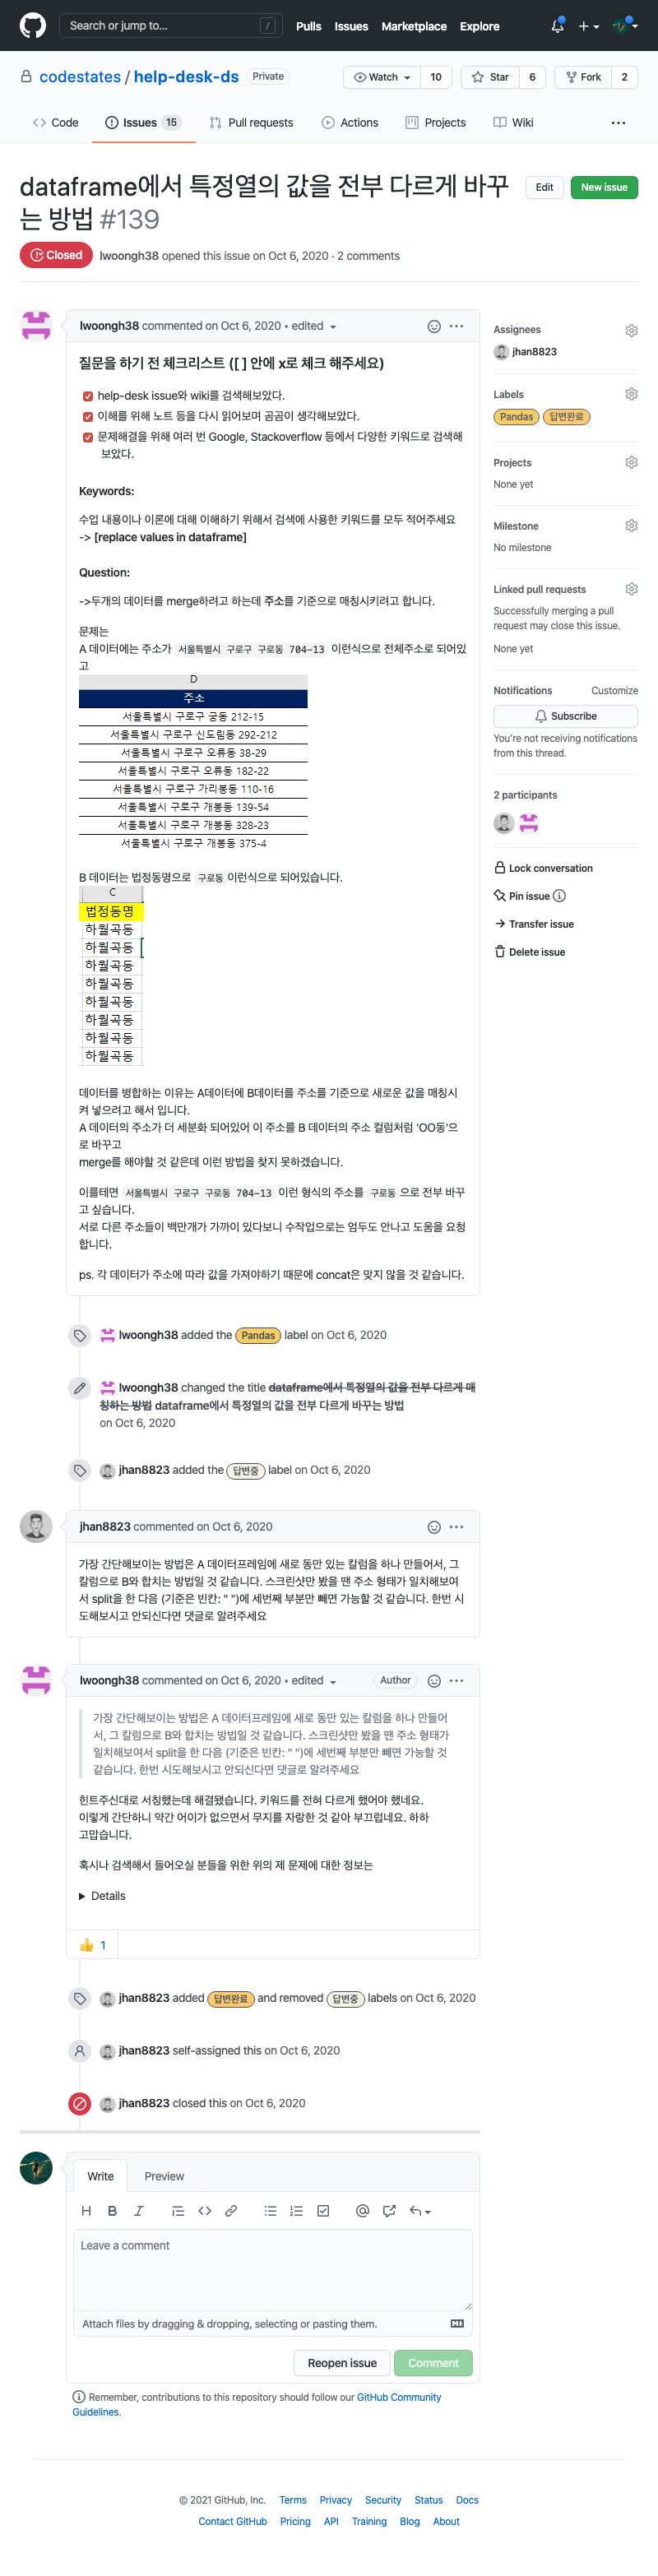 Search or jump to...
/
Pulls Issues Marketplace Explore
codestates / help-desk-ds Private
Watch 10
Star 6
Fork 2
Code
Issues 15
Pull requests
Actions
Projects
Wiki
dataframe에서 특정열의 값을 전부 다르게 바꾸
는 방법 #139
Edit
New issue
Closed
lwoongh38 opened this issue on Oct 6, 2020 · 2 comments
lwoongh38 commented on Oct 6, 2020 • edited
질문을 하기 전 체크리스트 ([ ] 안에 x로 체크 해주세요)
help-desk issue와 wiki를 검색해보았다.
이해를 위해 노트 등을 다시 읽어보며 곰곰이 생각해보았다.
문제해결을 위해 여러 번 Google, Stackoverflow 등에서 다양한 키워드로 검색해
보았다.
Keywords:
수업 내용이나 이론에 대해 이해하기 위해서 검색에 사용한 키워드를 모두 적어주세요
-> [replace values in dataframe]
Question:
->두개의 데이터를 merge하려고 하는데 주소를 기준으로 매칭시키려고 합니다.
문제는
A 데이터에는 주소가 서울특별시 구로구 구로동 704-13 이런식으로 전체주소로 되어있
고
D
주소
서울특별시 구로구 궁동 212-15
서울특별시 구로구 신도림동 292-212
서울특별시 구로구 오류동 38-29
서울특별시 구로구 오류동 182-22
서울특별시 구로구 가리봉동 110-16
서울특별시 구로구 개봉동 139-54
서울특별시 구로구 개봉동 328-23
서울특별시 구로구 개봉동 375-4
B 데이터는 법정동명으로 구로동 이런식으로 되어있습니다.
C
법정동명
하월곡동
하월곡동
하월곡동
하월곡동
하월곡동
하월곡동
하월곡동
하월곡동
데이터를 병합하는 이유는 A데이터에 B데이터를 주소를 기준으로 새로운 값을 매칭시
켜 넣으려고 해서 입니다.
A 데이터의 주소가 더 세분화 되어있어 이 주소를 B 데이터의 주소 컬럼처럼 'OO동'으
로 바꾸고
merge를 해야할 것 같은데 이런 방법을 찾지 못하겠습니다.
이를테면 서울특별시 구로구 구로동 704-13 이런 형식의 주소를 구로동 으로 전부 바꾸
고 싶습니다.
서로 다른 주소들이 백만개가 가까이 있다보니 수작업으로는 엄두도 안나고 도움을 요청
합니다.
ps. 각 데이터가 주소에 따라 값을 가져야하기 때문에 concat은 맞지 않을 것 같습니다.
lwoongh38 added the Pandas label on Oct 6, 2020
lwoongh38 changed the title dataframe에서 특정열의 값을 전부 다르게 매
칭하는 방법 dataframe에서 특정열의 값을 전부 다르게 바꾸는 방법
on Oct 6, 2020
jhan8823 added the 답변중 label on Oct 6, 2020
jhan8823 commented on Oct 6, 2020
가장 간단해보이는 방법은 A 데이터프레임에 새로 동만 있는 칼럼을 하나 만들어서, 그
칼럼으로 B와 합치는 방법일 것 같습니다. 스크린샷만 봤을 땐 주소 형태가 일치해보여
서 split을 한 다음 (기준은 빈칸: " ")에 세번째 부분만 빼면 가능할 것 같습니다. 한번 시
도해보시고 안되신다면 댓글로 알려주세요
lwoongh38 commented on Oct 6, 2020 • edited
Author
가장 간단해보이는 방법은 A 데이터프레임에 새로 동만 있는 칼럼을 하나 만들어
서, 그 칼럼으로 B와 합치는 방법일 것 같습니다. 스크린샷만 봤을 땐 주소 형태가
일치해보여서 split을 한 다음 (기준은 빈칸: " ")에 세번째 부분만 빼면 가능할 것
같습니다. 한번 시도해보시고 안되신다면 댓글로 알려주세요
힌트주신대로 서칭했는데 해결됐습니다. 키워드를 전혀 다르게 했어야 했네요.
이렇게 간단하니 약간 어이가 없으면서 무지를 자랑한 것 같아 부끄럽네요. 하하
고맙습니다.
혹시나 검색해서 들어오실 분들을 위한 위의 제 문제에 대한 정보는
Details
1
jhan8823 added 답변완료 and removed 답변중 labels on Oct 6, 2020
jhan8823 self-assigned this on Oct 6, 2020
jhan8823 closed this on Oct 6, 2020
Assignees
jhan8823
Labels
Pandas 답변완료
Projects
None yet
Milestone
No milestone
Linked pull requests
Successfully merging a pull
request may close this issue.
None yet
Notifications Customize
Subscribe
You're not receiving notifications
from this thread.
2 participants
Lock conversation
Pin issue
Transfer issue
Delete issue
Write Preview
Leave a comment
Attach files by dragging & dropping, selecting or pasting them.
Reopen issue
Comment
Remember, contributions to this repository should follow our GitHub Community
Guidelines.
© 2021 GitHub, Inc. Terms Privacy Security Status Docs
Contact GitHub Pricing API Training Blog About